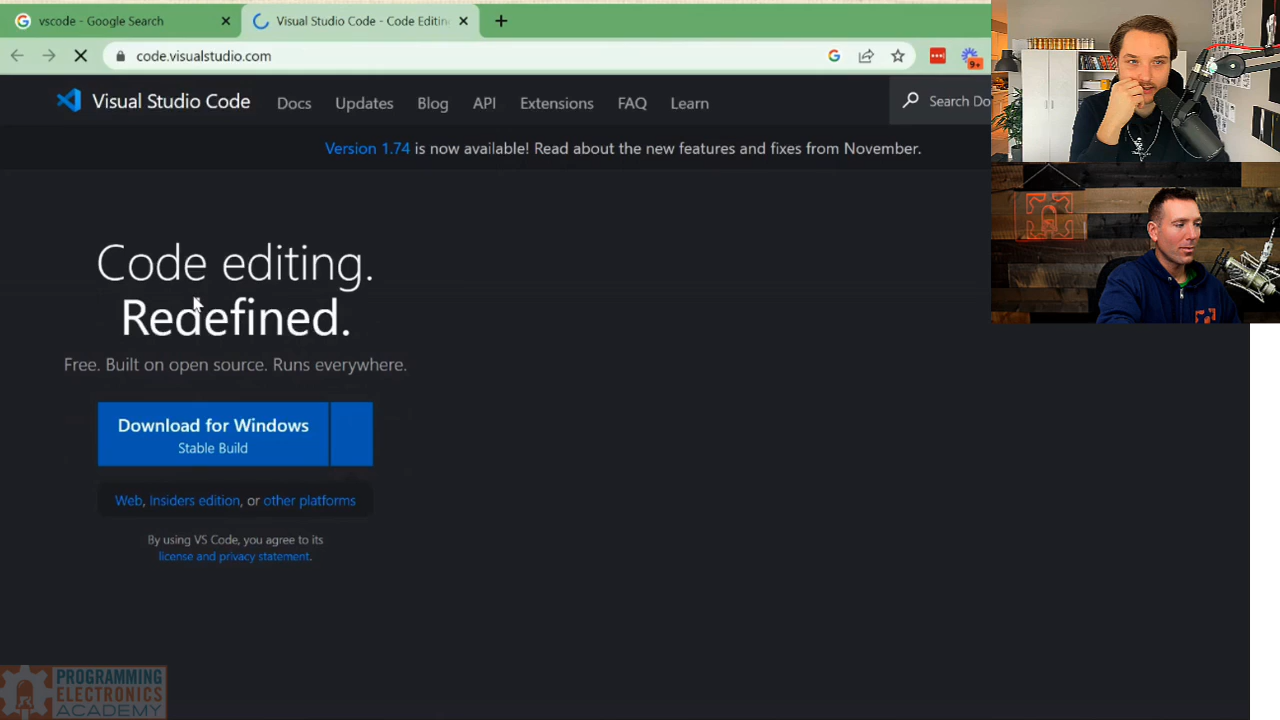 vscode - Google Search
Visual Studio Code - Code Editin
code.visualstudio.com
9+
Visual Studio Code
Docs
Updates
Blog
API
Extensions
FAQ
Learn
Search Do
Version 1.74 is now available! Read about the new features and fixes from November.
Code editing.
Redefined.
Free. Built on open source. Runs everywhere.
Download for Windows
Stable Build
Web, Insiders edition, or other platforms
By using VS Code, you agree to its
license and privacy statement.
PROGRAMMING
ELECTRONICS
ACADEMY